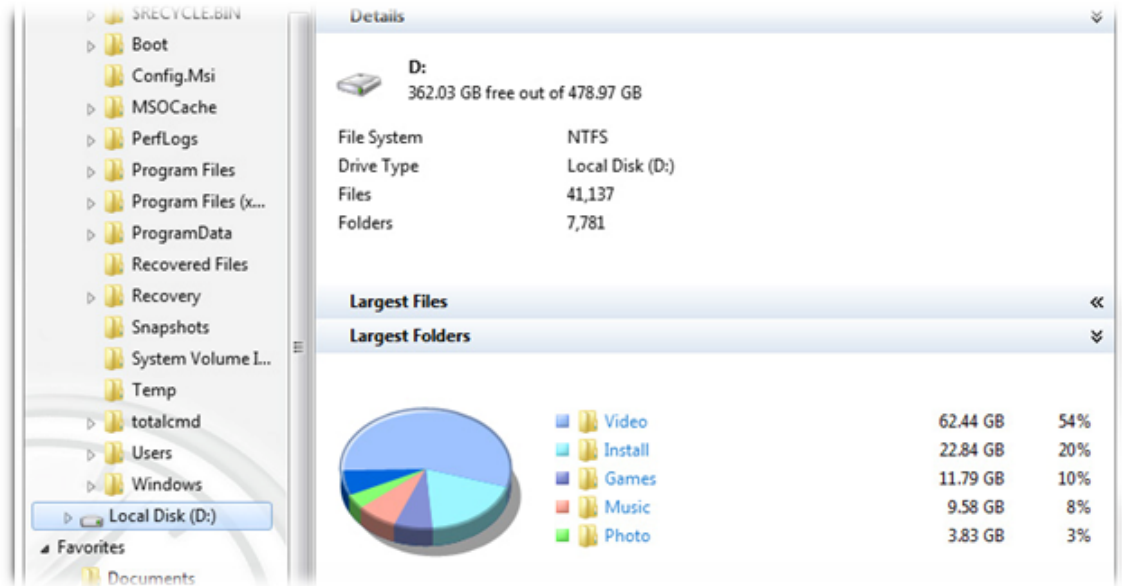 $RECYCLE.BIN
Boot
Config.Msi
MSOCache
PerfLogs
Program Files
Program Files (x...
ProgramData
Recovered Files
Recovery
Snapshots
System Volume I...
Temp
totalcmd
Users
Windows
Local Disk (D:)
Favorites
Documents
Details
D:
362.03 GB free out of 478.97 GB
File System NTFS
Drive Type Local Disk (D:)
Files 41,137
Folders 7,781
Largest Files
Largest Folders
Video 62.44 GB 54%
Install 22.84 GB 20%
Games 11.79 GB 10%
Music 9.58 GB 8%
Photo 3.83 GB 3%